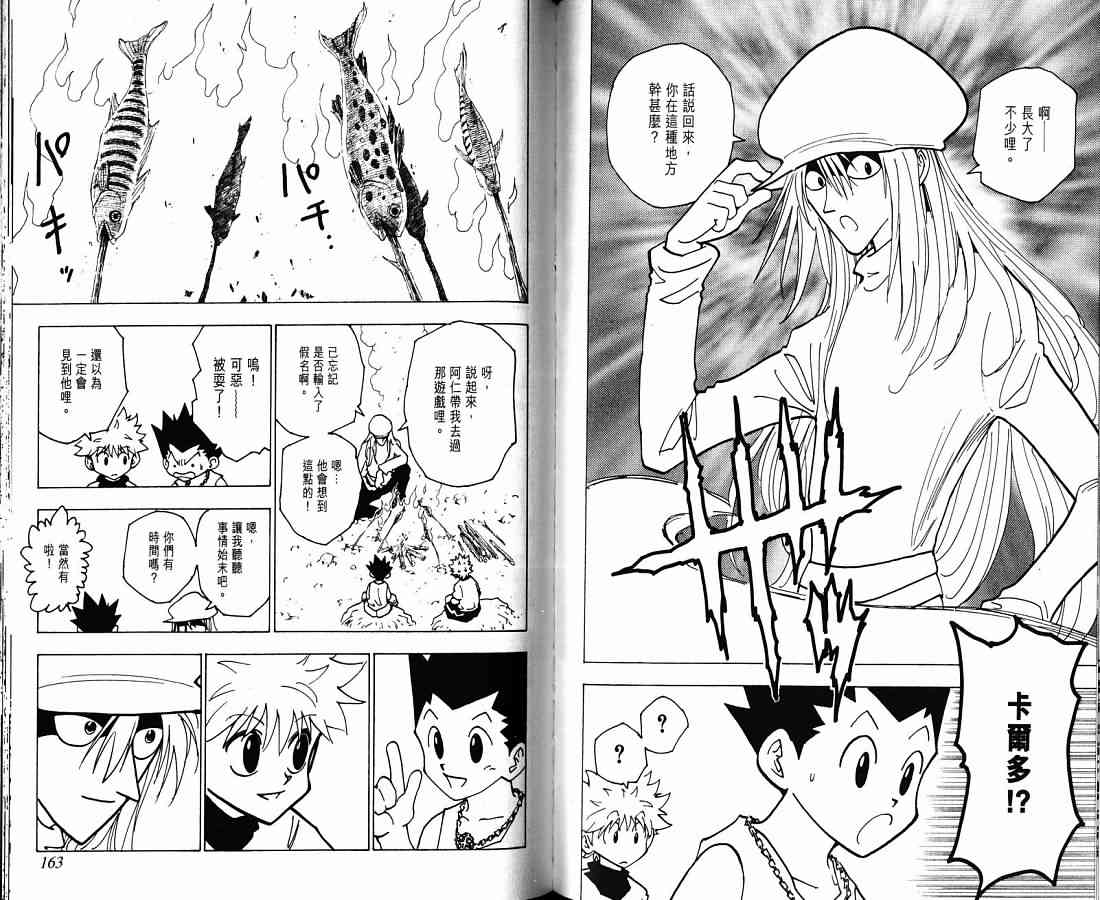 啊——
長大了
不少哩。
話說回來，
你在這種地方
幹甚麼？
卡爾多!?
?
?
パ
チ
パ
キ
ッ
呀，
說起來，
阿仁帶我去過
那遊戲哩。
已忘記
是否輸入了
假名啊。
嗯…
他會想到
這點的！
嗚！
可惡——
被耍了！
還以為
一定會
見到他哩。
嗯，
讓我聽聽
事情始末吧。
你們有
時間嗎？
當然有
啦！
163